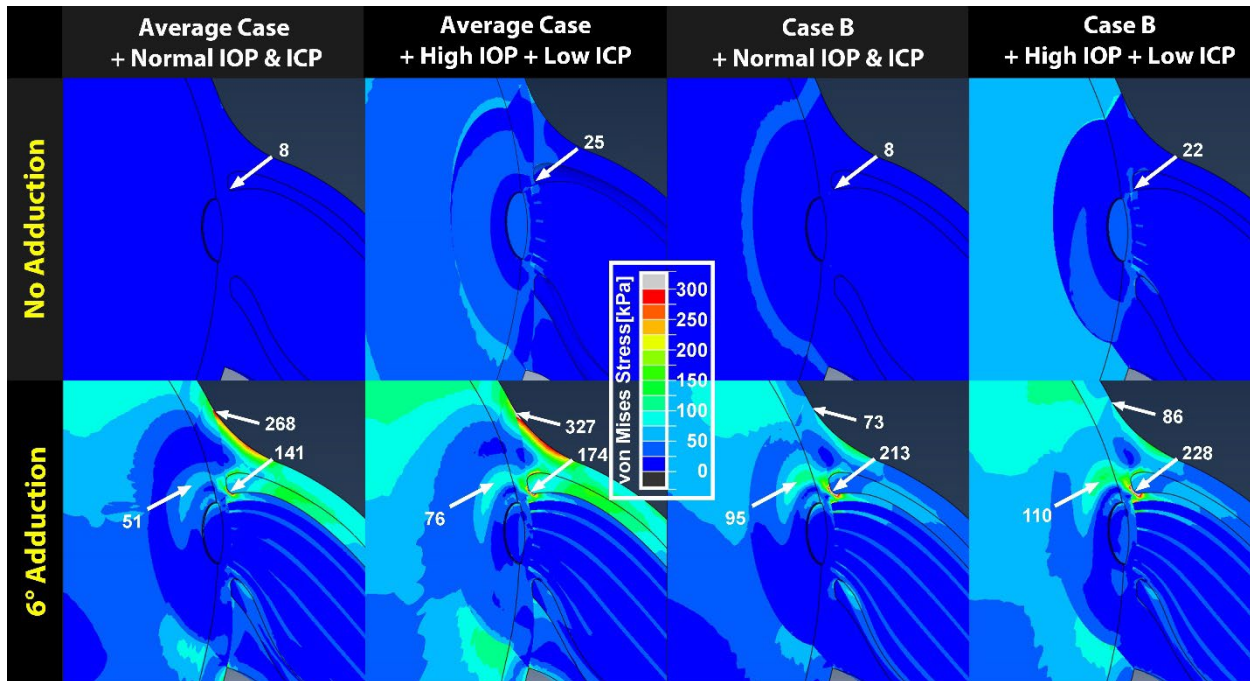 Average Case
+ Normal IOP & ICP
Average Case
+ High IOP + Low ICP
Case B
+ Normal IOP & ICP
Case B
+ High IOP + Low ICP
No Adduction
8
25
8
22
von Mises Stress[kPa]
300
250
200
150
100
50
0
6° Adduction
268
141
51
327
174
76
73
213
95
86
228
110